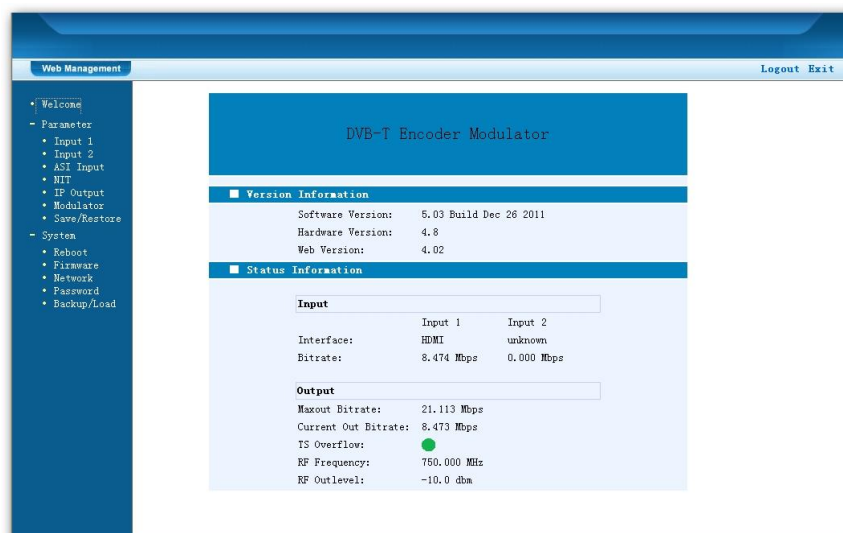 Web Management
Logout Exit
Welcome
Parameter
Input 1
Input 2
ASI Input
NIT
IP Output
Modulator
Save/Restore
System
Reboot
Firmware
Network
Password
Backup/Load
DVB-T Encoder Modulator
Version Information
Software Version: 5.03 Build Dec 26 2011
Hardware Version: 4.8
Web Version: 4.02
Status Information
Input
Input 1 Input 2
Interface: HDMI unknown
Bitrate: 8.474 Mbps 0.000 Mbps
Output
Maxout Bitrate: 21.113 Mbps
Current Out Bitrate: 8.473 Mbps
TS Overflow:
RF Frequency: 750.000 MHz
RF Outlevel: -10.0 dbm